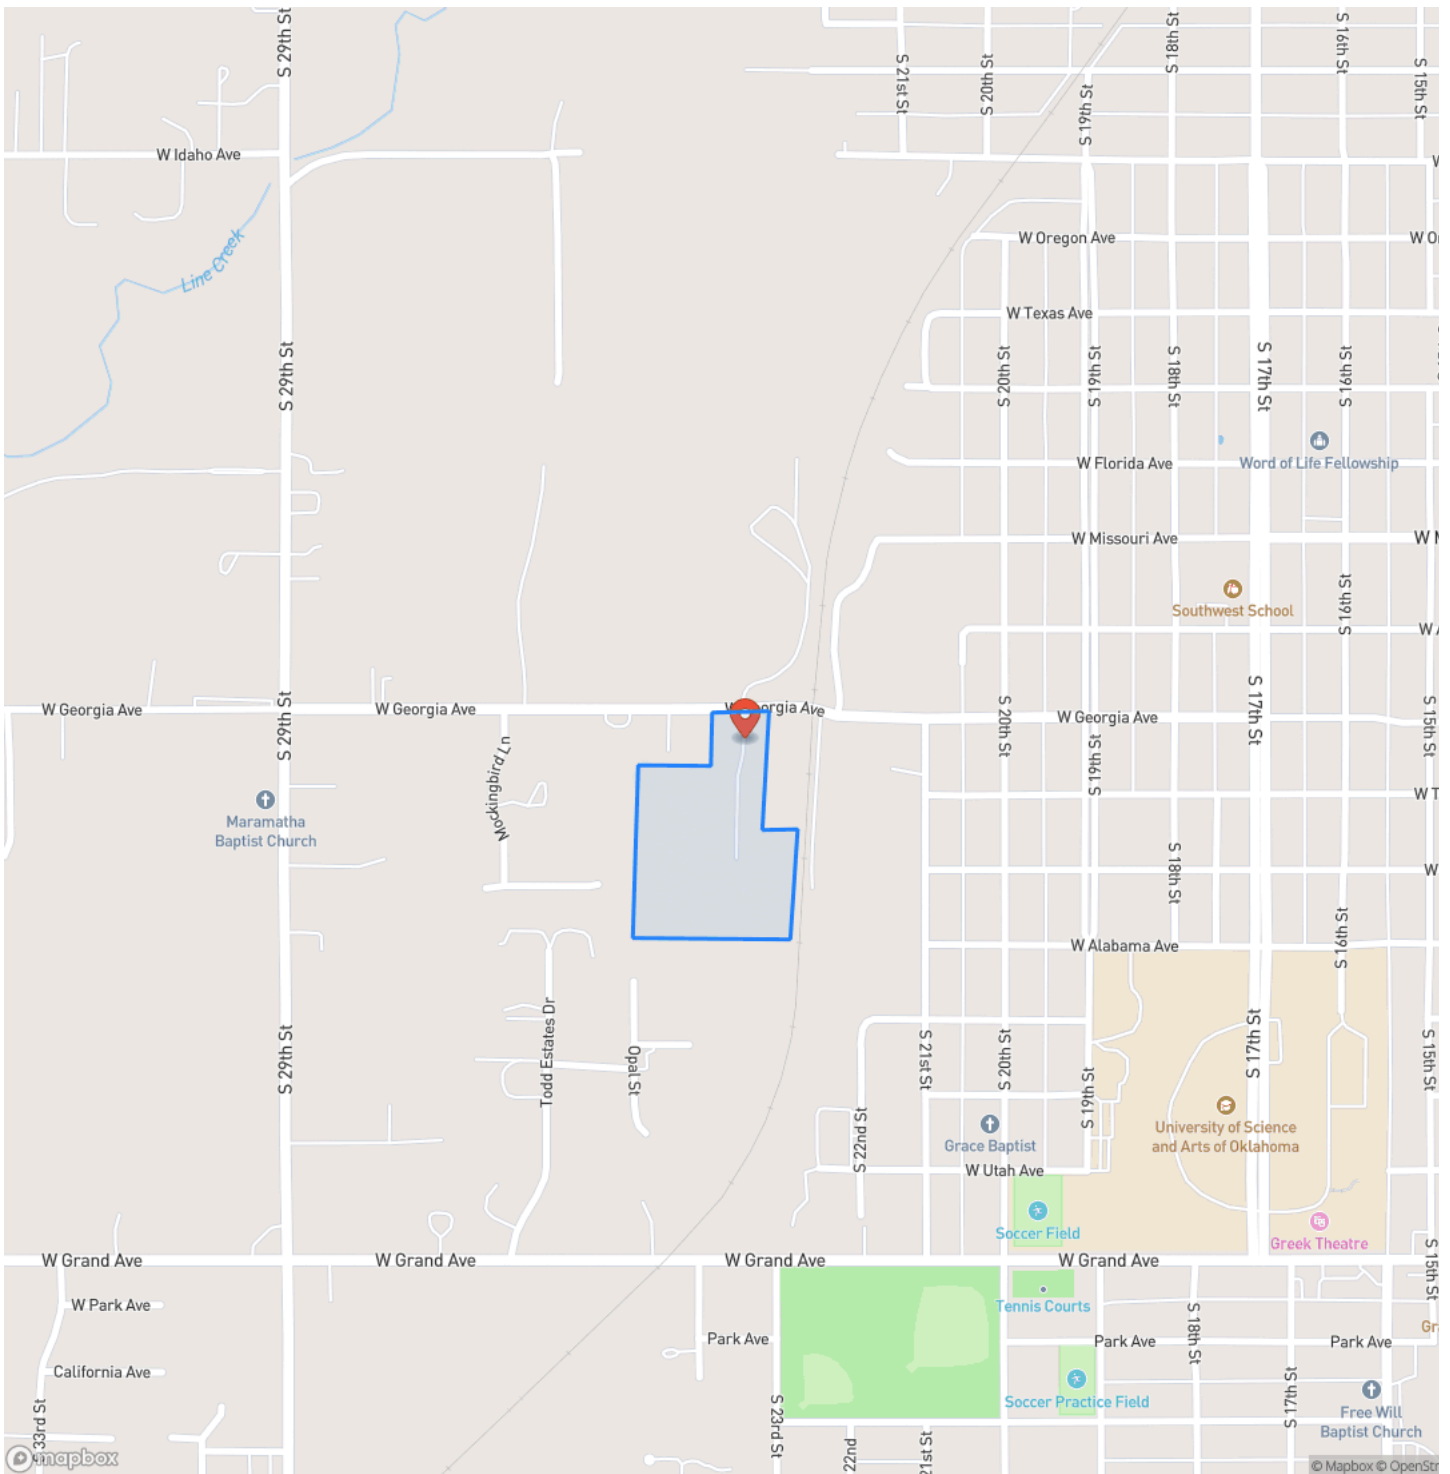 S 29th St
S 16th St
S 18th St
S 21st St
S 20th St
S 15th St
S 19th St
W Idaho Ave
W Oregon Ave
Line Creek
W Texas Ave
S 29th St
S 20th St
S 19th St
S 18th St
S 17th St
S 16th St
W Florida Ave
Word of Life Fellowship
W Missouri Ave
Southwest School
S 16th St
W Georgia Ave
S 29th St
W Georgia Ave
W Georgia Ave
S 20th St
W Georgia Ave
S 17th St
S 15th St
Mockingbird Ln
S 19th St
Maramatha
Baptist Church
S 18th St
S 16th St
W Alabama Ave
S 29th St
Todd Estates Dr
Opal St
S 21st St
S 20th St
S 17th St
S 15th St
S 19th St
S 22nd St
University of Science
and Arts of Oklahoma
Grace Baptist
W Utah Ave
Soccer Field
Greek Theatre
S 15th St
W Grand Ave
W Grand Ave
W Grand Ave
W Grand Ave
W Park Ave
Tennis Courts
S 18th St
Park Ave
Park Ave
Park Ave
California Ave
S 33rd St
S 23rd St
22nd
21st St
Soccer Practice Field
S 17th St
Free Will
Baptist Church
mapbox
© Mapbox © OpenStr